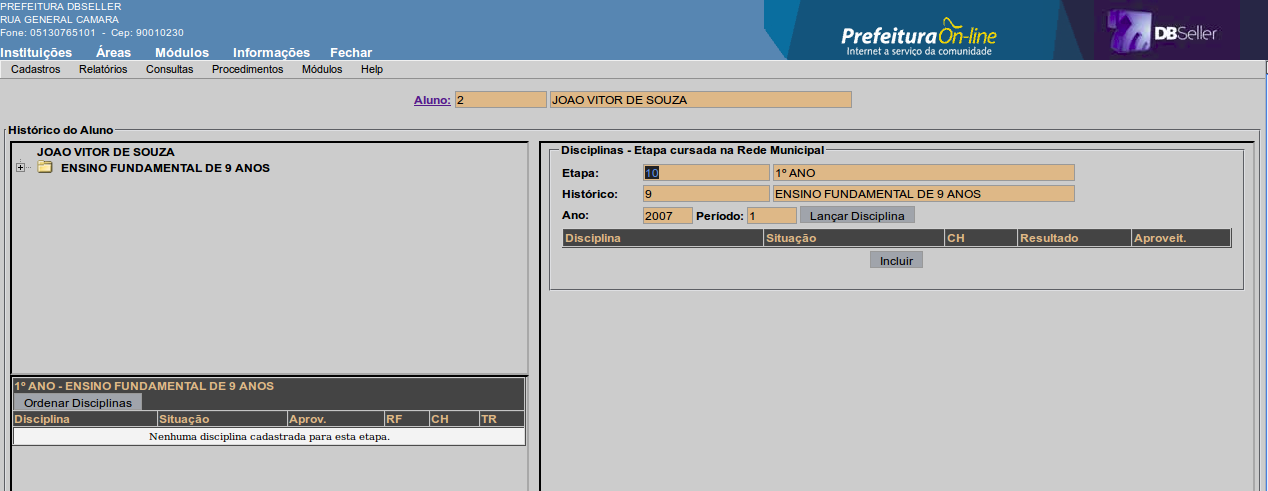 PREFEITURA DBSELLER
RUA GENERAL CAMARA
Fone: 05130765101 - Cep: 90010230
PrefeituraOn-line
Internet a serviço da comunidade
DBSeller
Instituições Áreas Módulos Informações Fechar
Cadastros Relatórios Consultas Procedimentos Módulos Help
Aluno: 2 JOAO VITOR DE SOUZA
Histórico do Aluno
JOAO VITOR DE SOUZA
ENSINO FUNDAMENTAL DE 9 ANOS
1º ANO - ENSINO FUNDAMENTAL DE 9 ANOS
Ordenar Disciplinas
Disciplina Situação Aprov. RF CH TR
Nenhuma disciplina cadastrada para esta etapa.
Disciplinas - Etapa cursada na Rede Municipal
Etapa: 10 1º ANO
Histórico: 9 ENSINO FUNDAMENTAL DE 9 ANOS
Ano: 2007 Período: 1 Lançar Disciplina
Disciplina Situação CH Resultado Aproveit.
Incluir